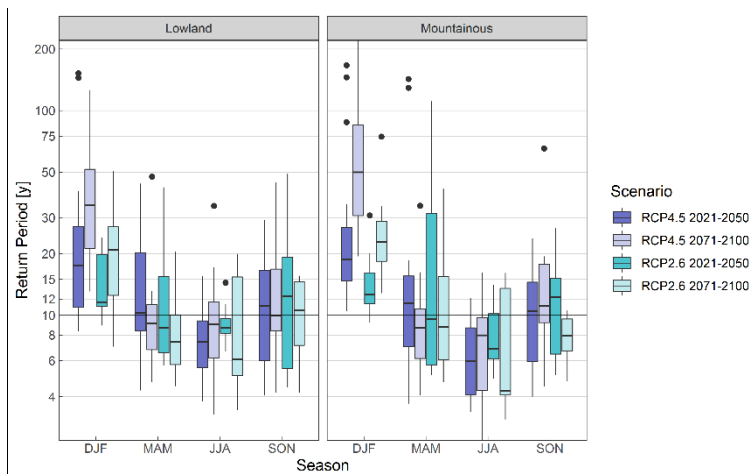 Lowland
Mountainous
Return Period [y]
200
100
75
50
30
20
15
12
10
8
6
4
DJF
MAM
JJA
SON
DJF
MAM
JJA
SON
Season
Scenario
RCP4.5 2021-2050
RCP4.5 2071-2100
RCP2.6 2021-2050
RCP2.6 2071-2100